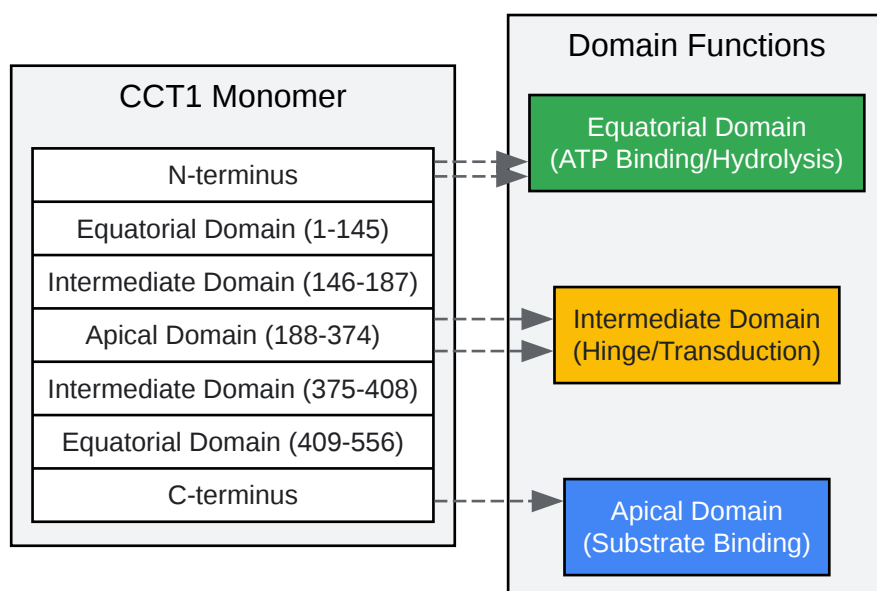 CCT1 Monomer
N-terminus
Equatorial Domain (1-145)
Intermediate Domain (146-187)
Apical Domain (188-374)
Intermediate Domain (375-408)
Equatorial Domain (409-556)
C-terminus
Domain Functions
Equatorial Domain
(ATP Binding/Hydrolysis)
Intermediate Domain
(Hinge/Transduction)
Apical Domain
(Substrate Binding)